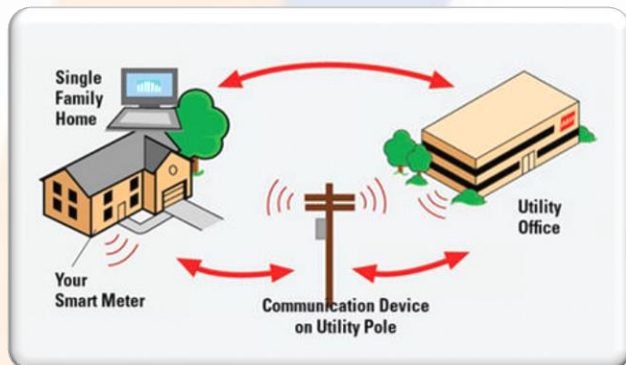 Single
Family
Home
Utility
Office
Your
Smart Meter
Communication Device
on Utility Pole